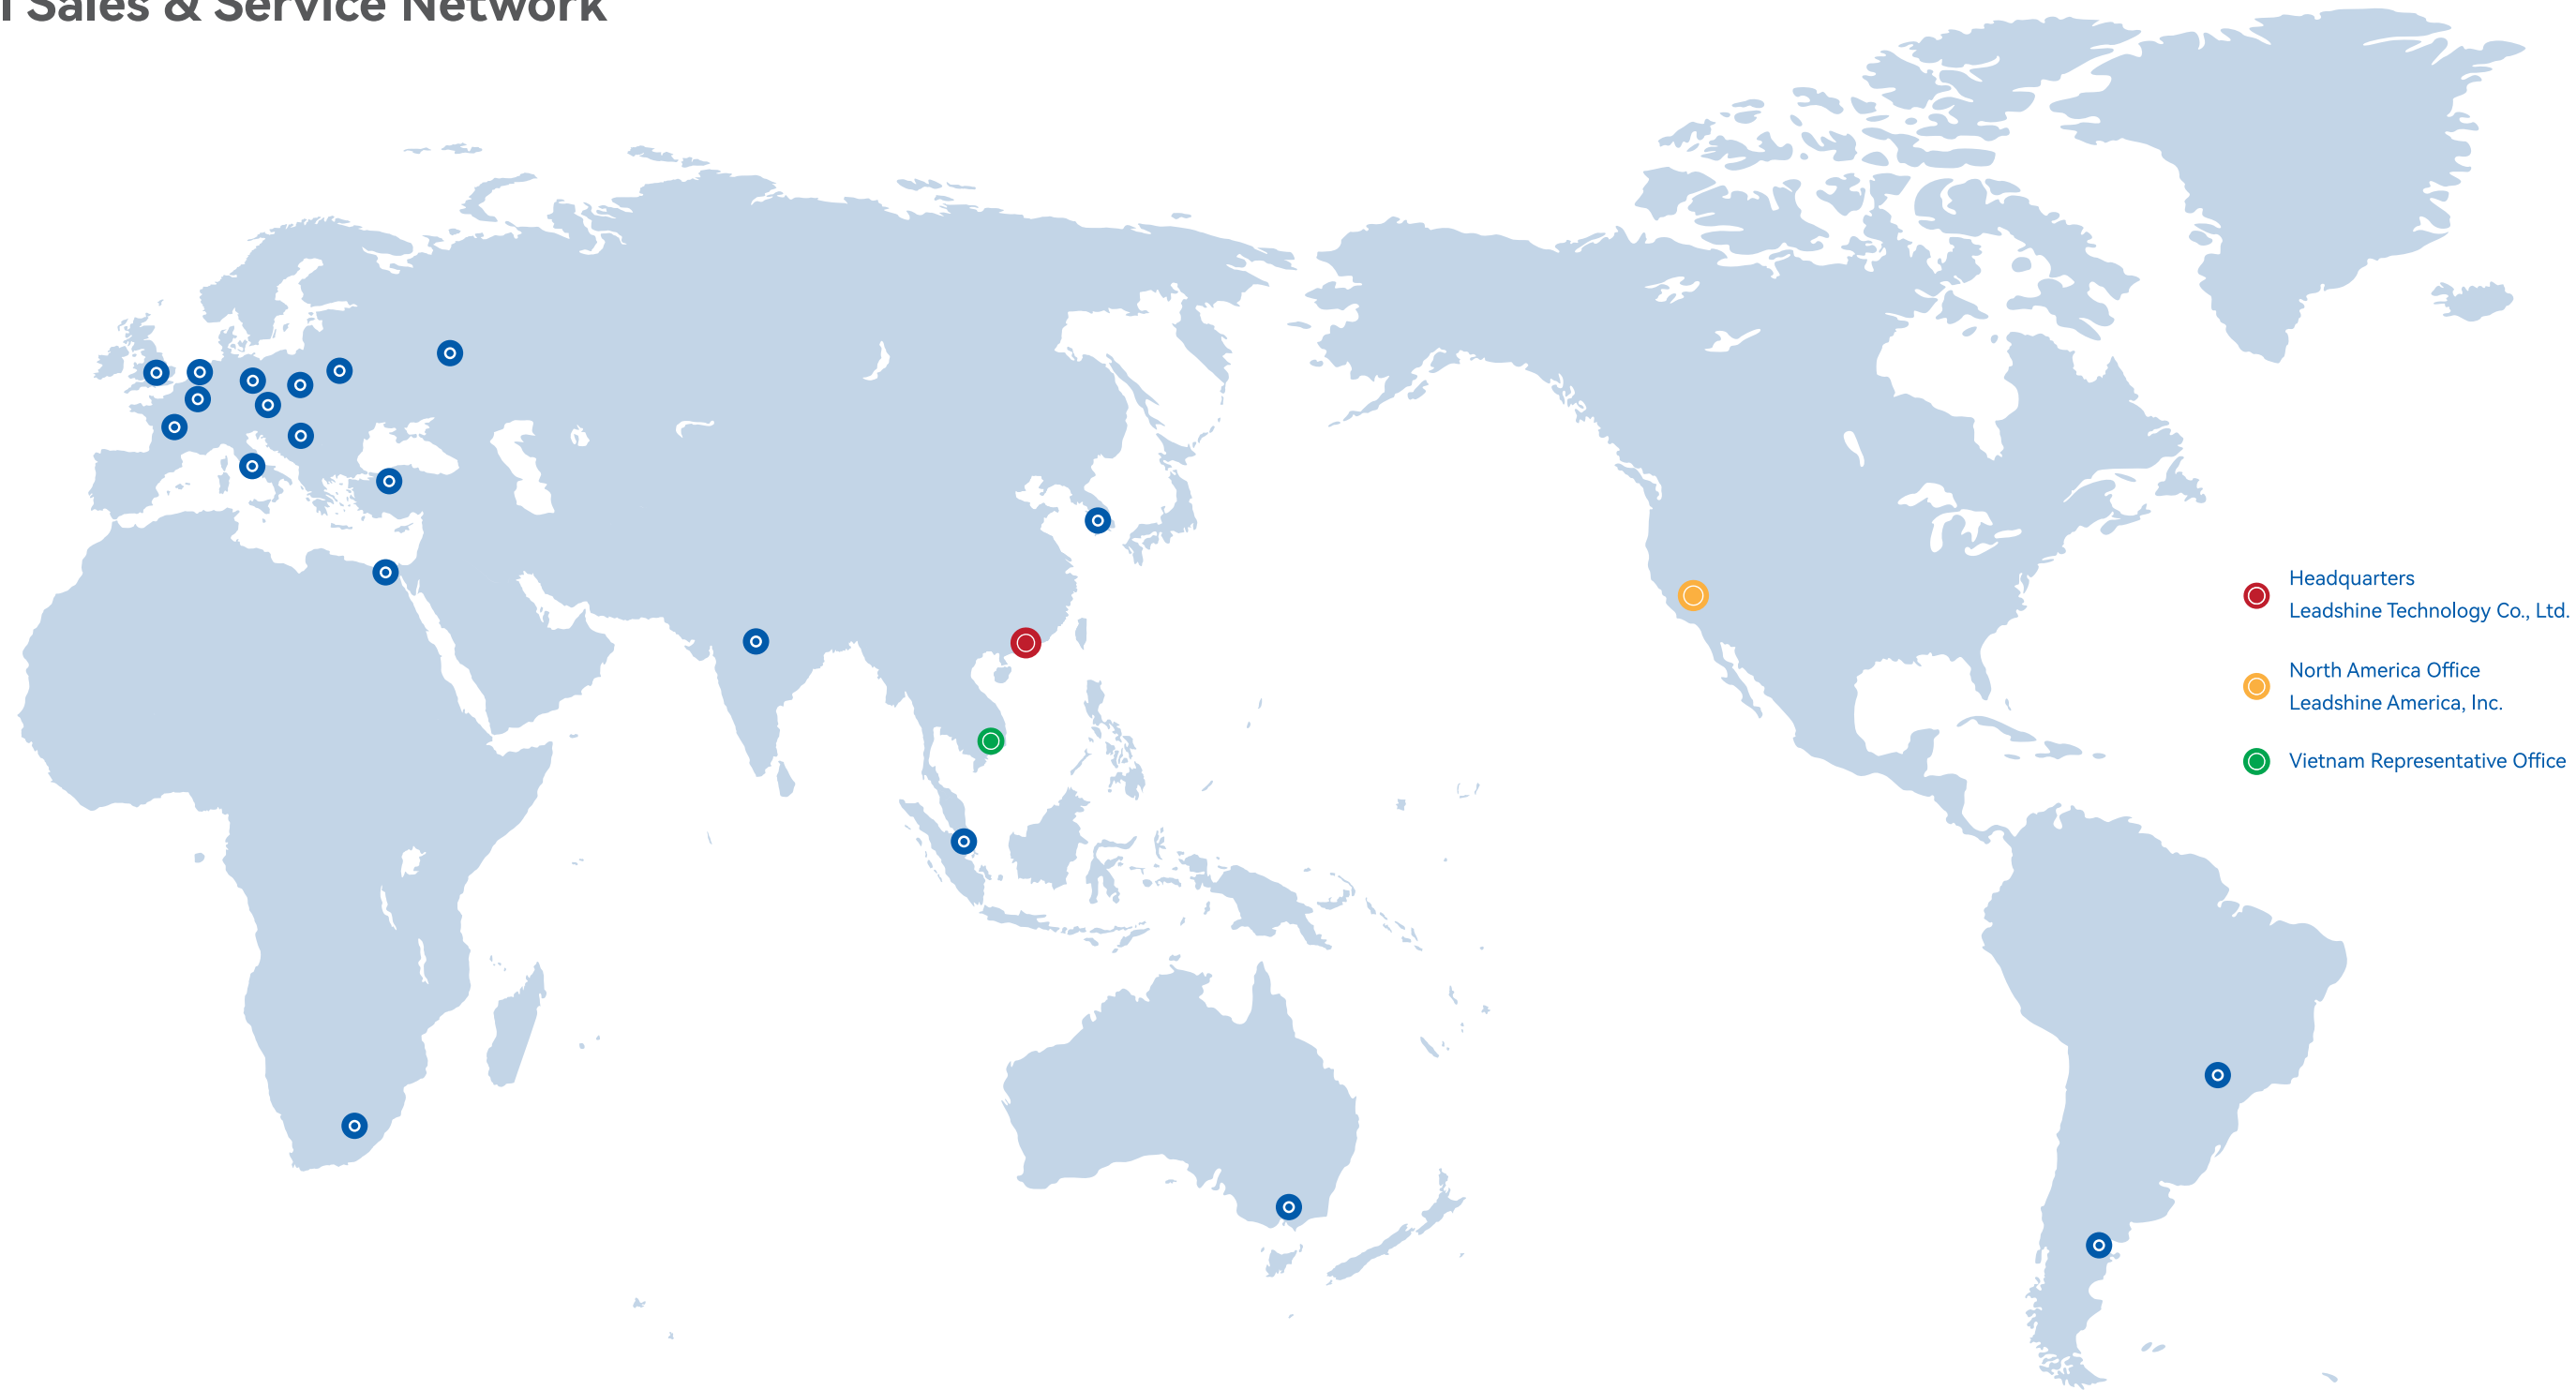 Sales & Service Network
Headquarters
Leadshine Technology Co., Ltd.
North America Office
Leadshine America, Inc.
Vietnam Representative Office